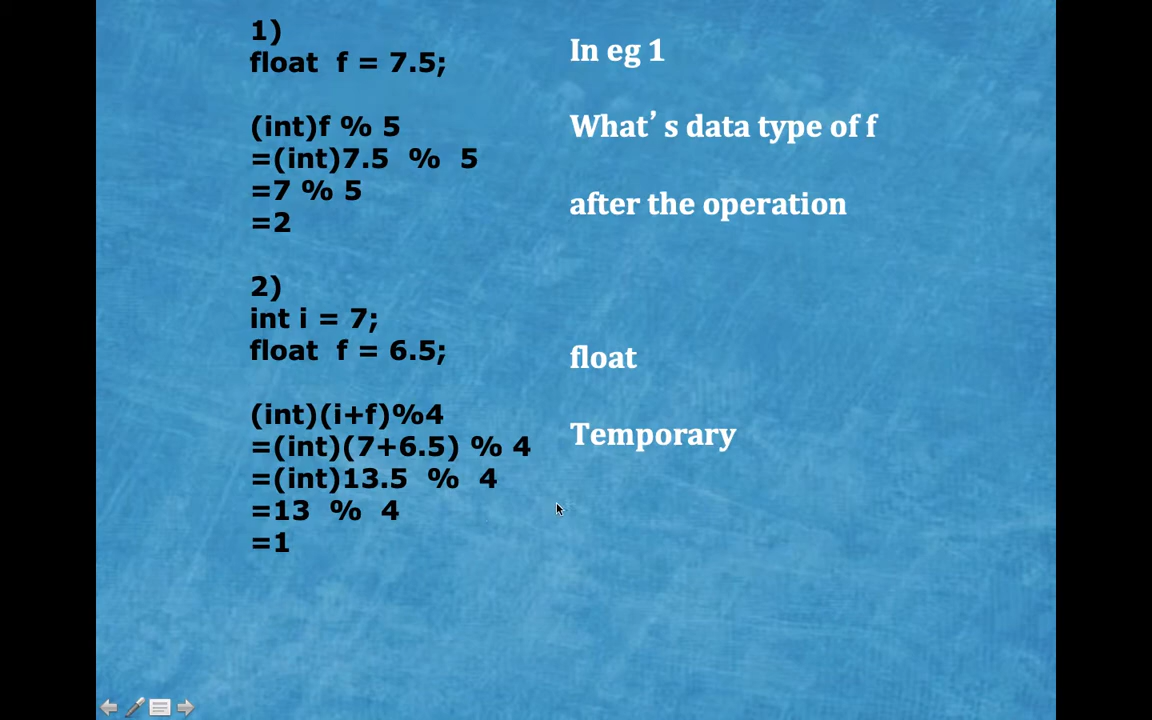 1)
float  f = 7.5;
(int)f % 5
=(int)7.5  %  5
=7 % 5
=2
2)
int i = 7;
float  f = 6.5;
(int)(i+f)%4
=(int)(7+6.5) % 4
=(int)13.5  %  4
=13  %  4
=1
In eg 1
What’ s data type of f
after the operation
float
Temporary